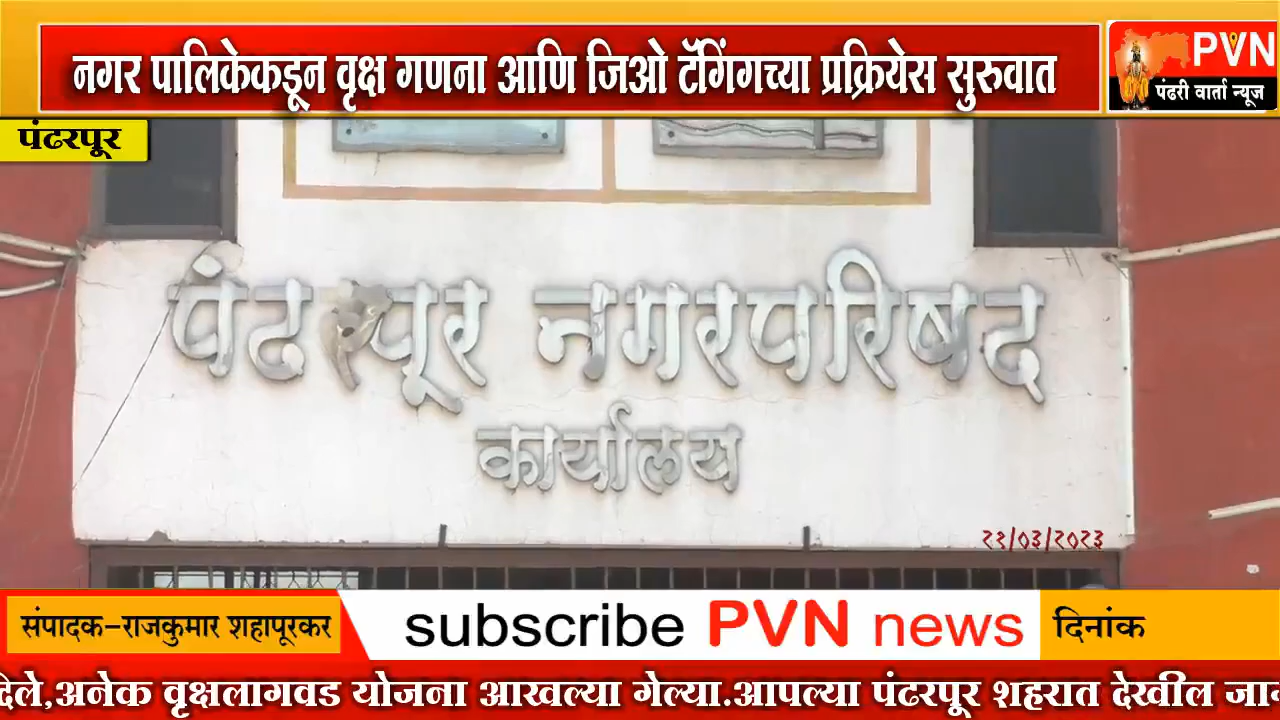 नगर पालिकेकडून वृक्ष गणना आणि जिओ टॅगिंगच्या प्रक्रियेस सुरुवात
PVN
पंढरी वार्ता न्यूज
पंढरपूर
पंढरपूर नगरपरिषद
कार्यालय
२१/०३/२०२३
संपादक-राजकुमार शहापूरकर
subscribe PVN news
दिनांक
दिले,अनेक वृक्षलागवड योजना आखल्या गेल्या.आपल्या पंढरपूर शहरात देखील